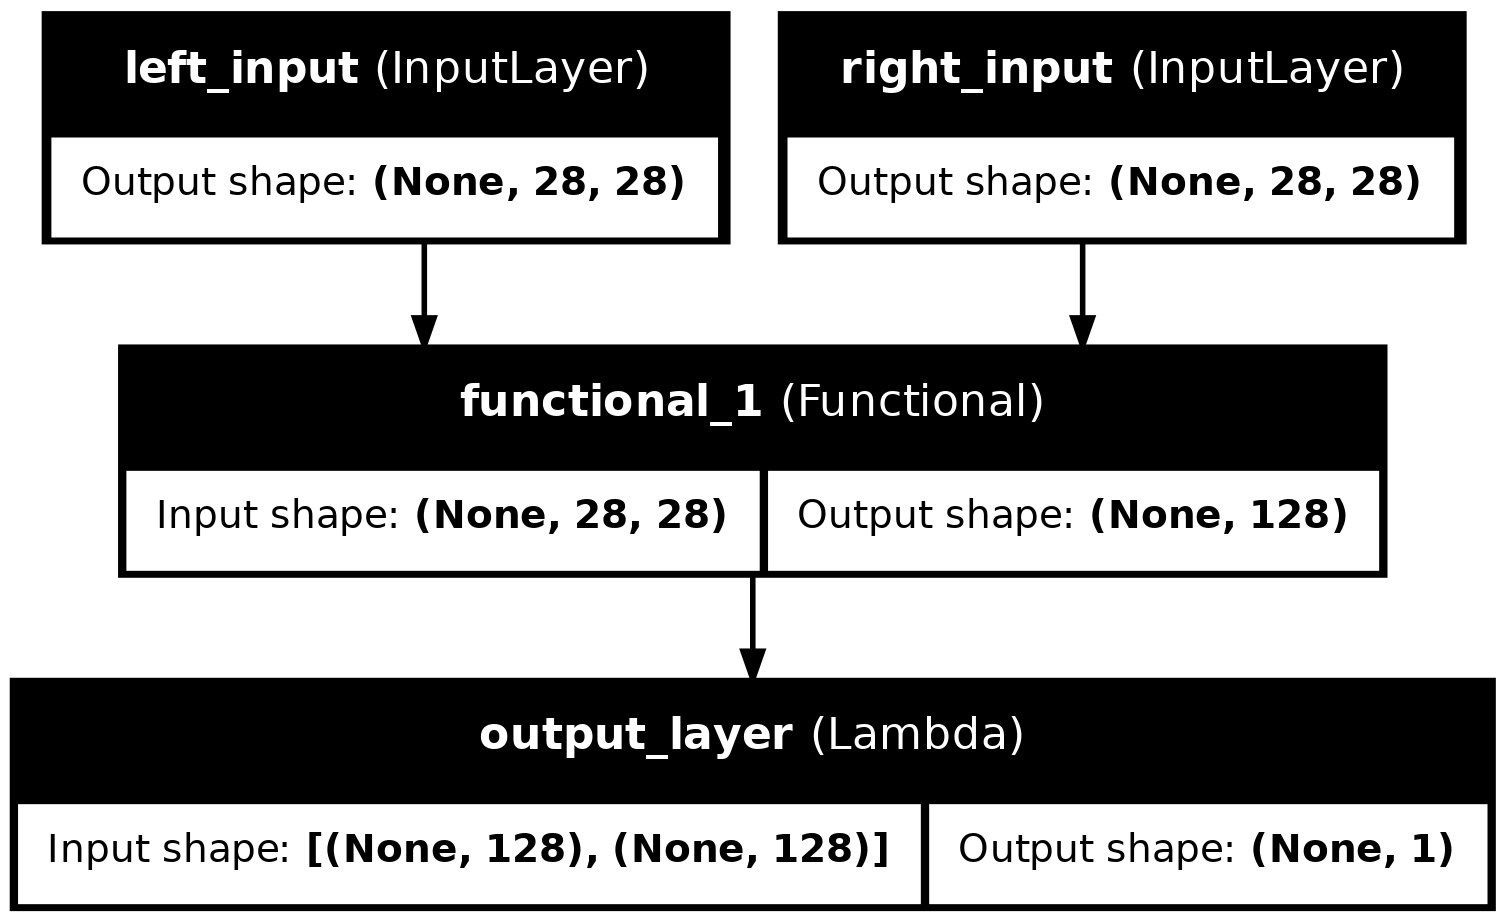 left_input (InputLayer)
Output shape: (None, 28, 28)
right_input (InputLayer)
Output shape: (None, 28, 28)
functional_1 (Functional)
Input shape: (None, 28, 28)
Output shape: (None, 128)
output_layer (Lambda)
Input shape: [(None, 128), (None, 128)]
Output shape: (None, 1)